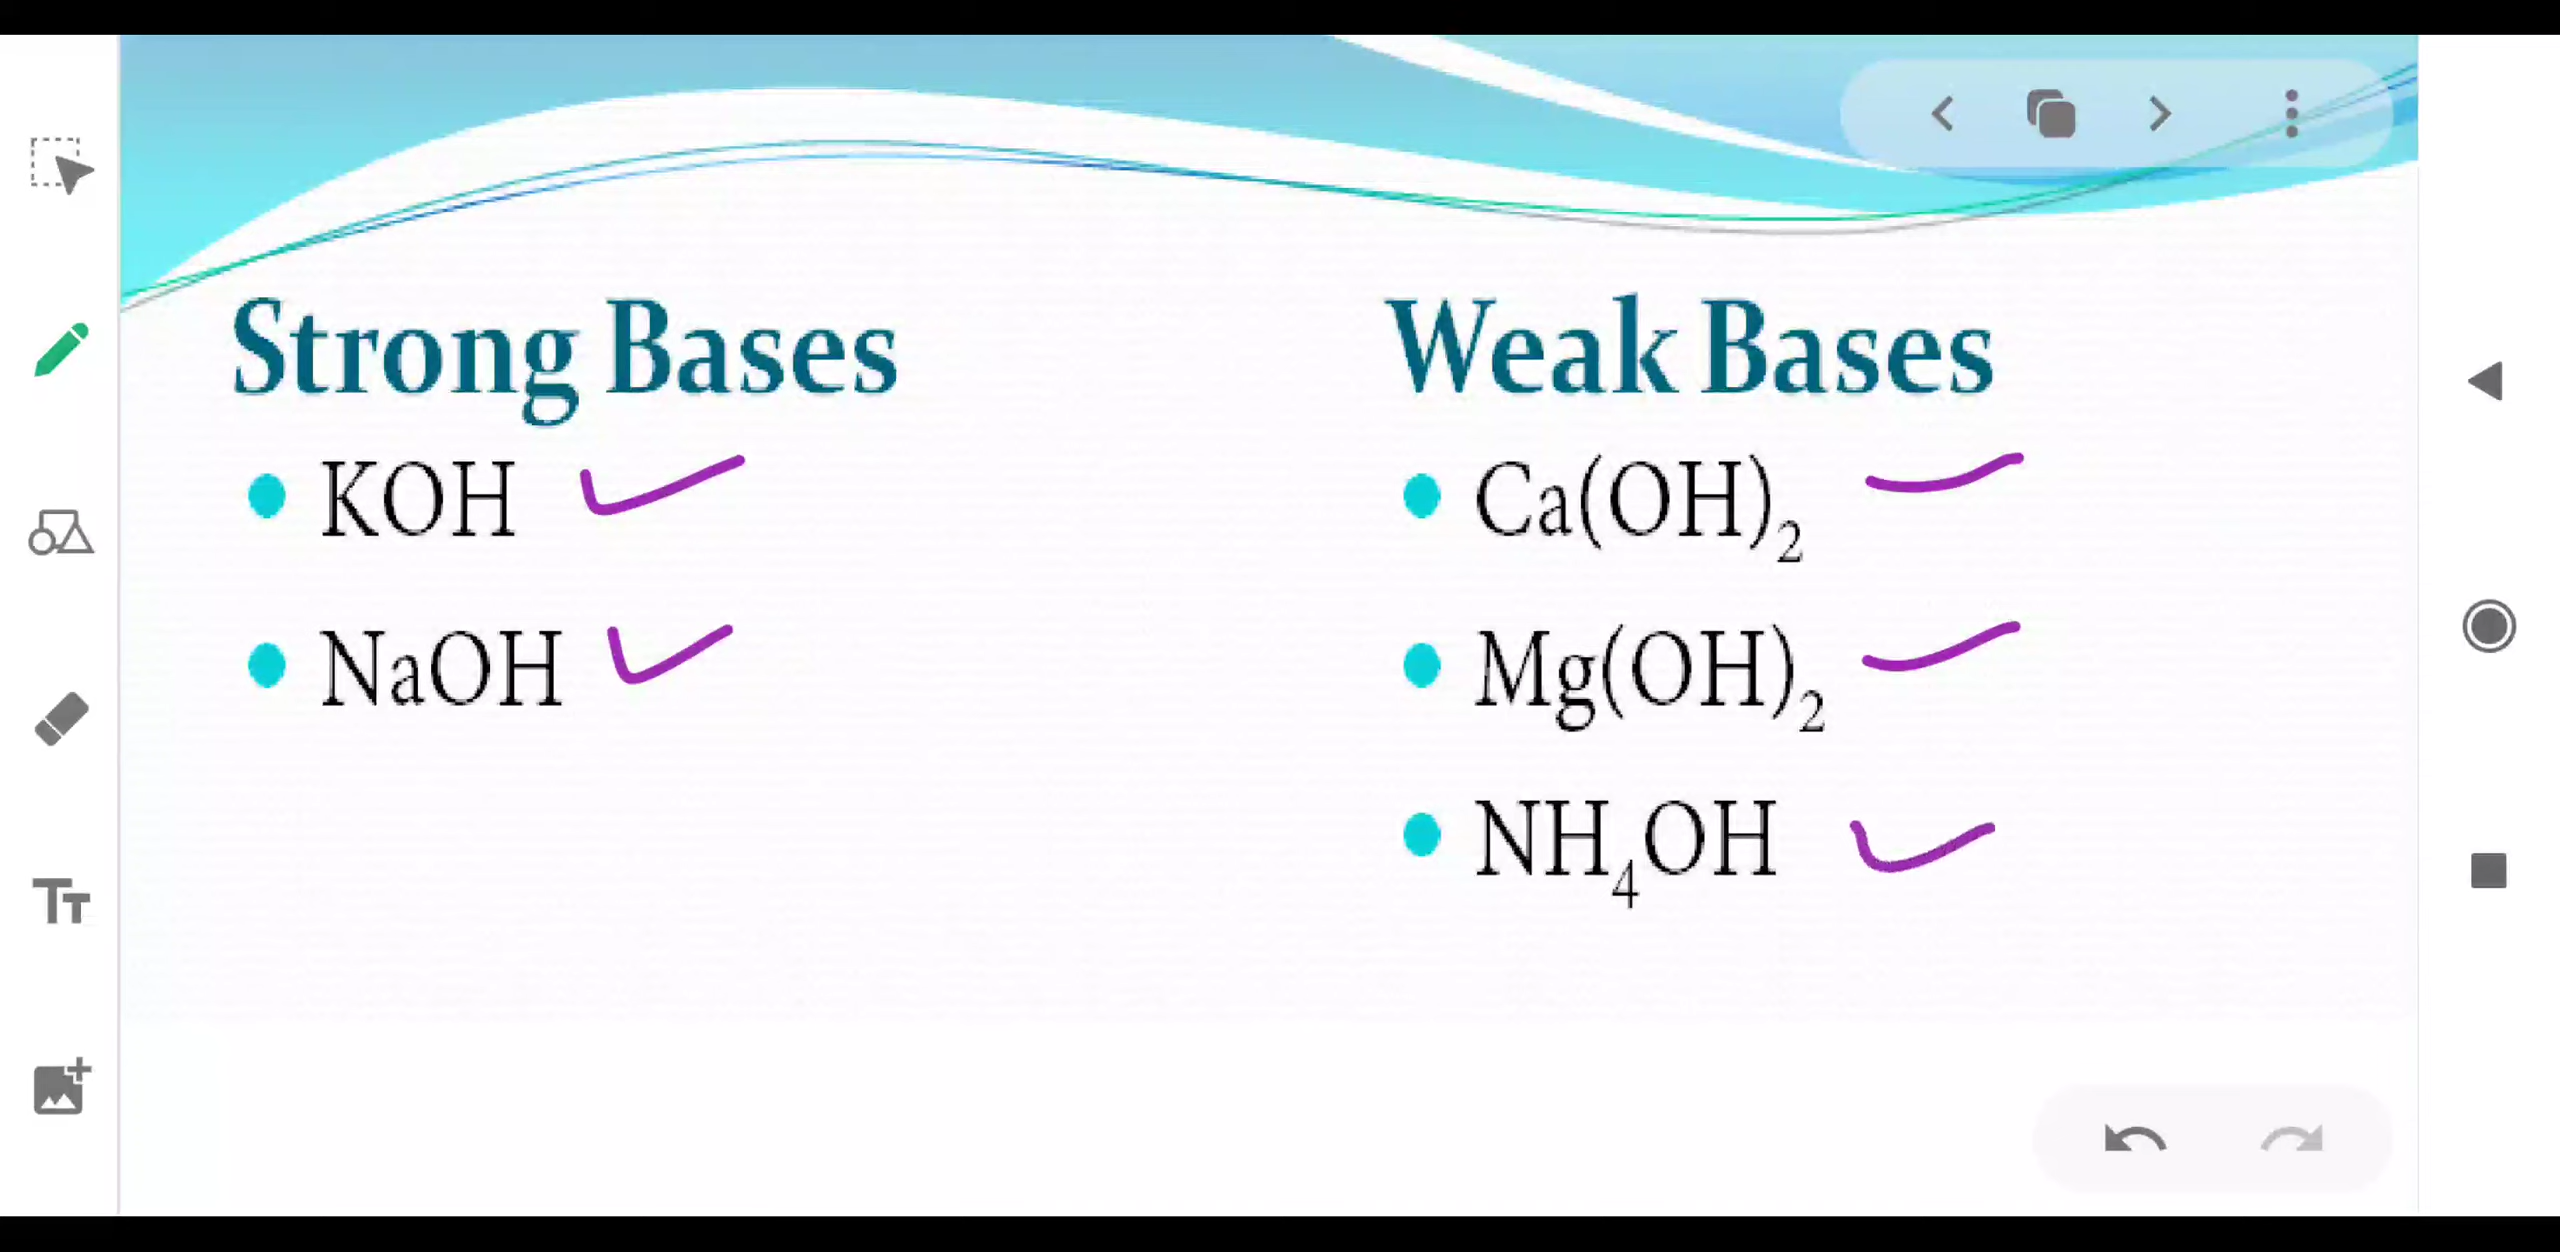 Strong Bases
KOH
NaOH
Weak Bases
Ca(OH)₂
Mg(OH)₂
NH₄OH